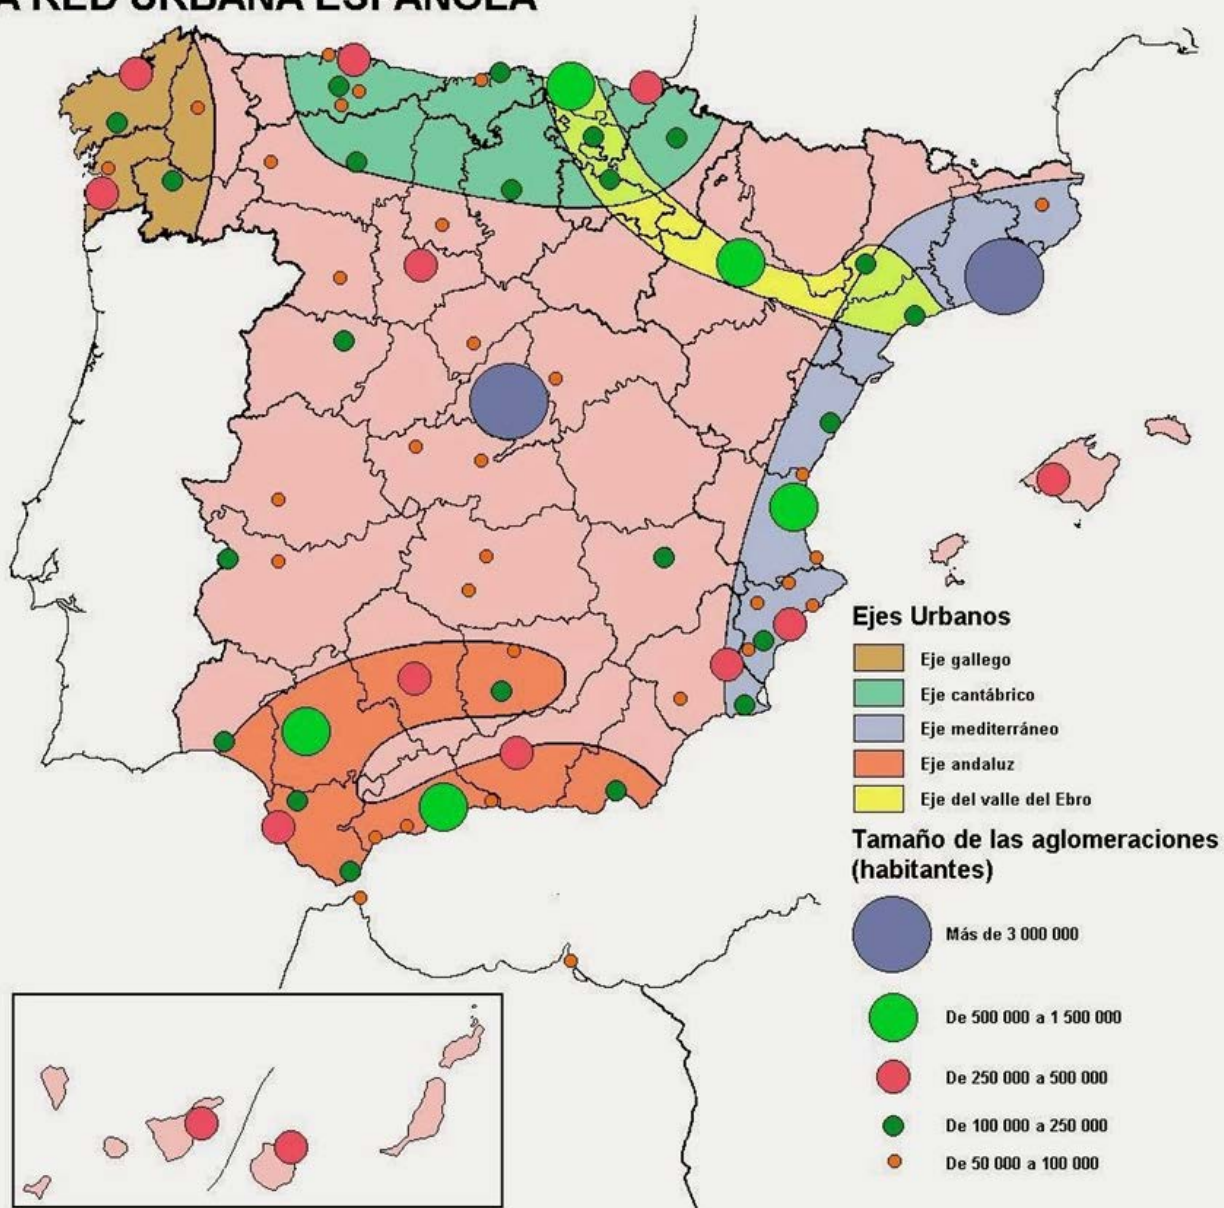 A RED URBANA ESPAÑOLA
Ejes Urbanos
Eje gallego
Eje cantábrico
Eje mediterráneo
Eje andaluz
Eje del valle del Ebro
Tamaño de las aglomeraciones
(habitantes)
Más de 3 000 000
De 500 000 a 1 500 000
De 250 000 a 500 000
De 100 000 a 250 000
De 50 000 a 100 000